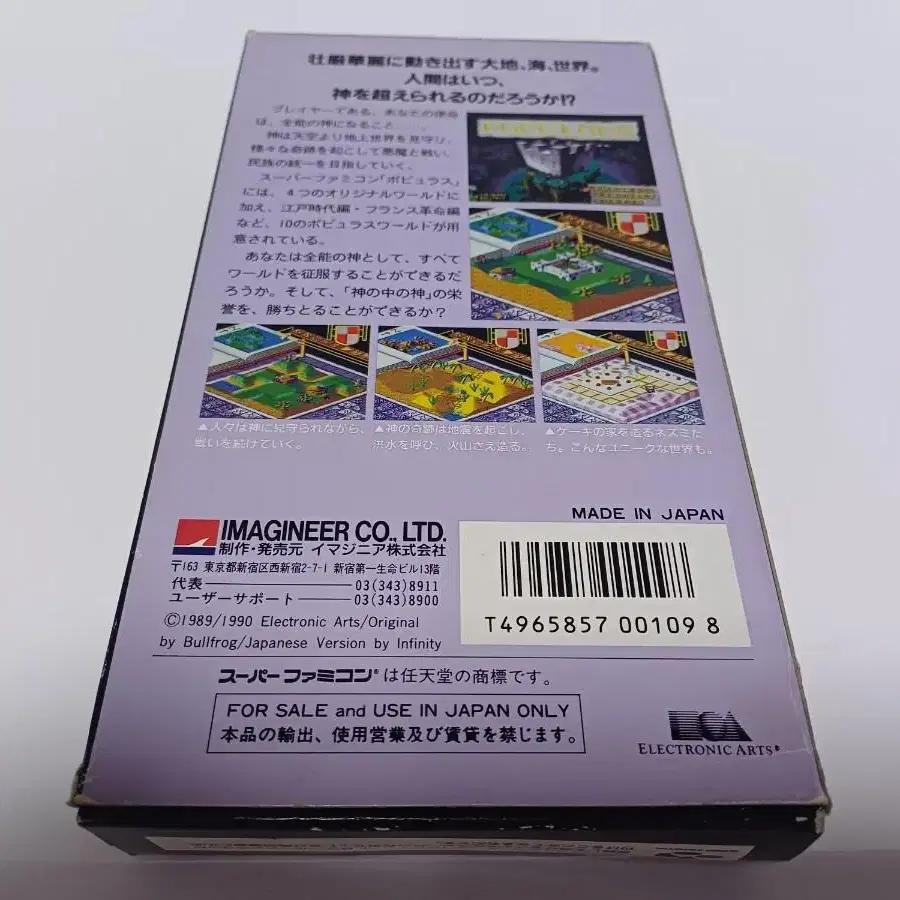 壮厳華麗に動き出す大地、海、世界。
人間はいつ、
神を超えられるのだろうか!?
プレイヤーである、あなたの使命
は、全能の神になること……。
神は天空より地上世界を見守り、
様々な奇跡を起こして悪魔と戦い、
民族の統一を目指していく。
スーパーファミコン「ポピュラス」
には、4つのオリジナルワールドに
加え、江戸時代編・フランス革命編
など、10のポピュラスワールドが用
意されている。
あなたは全能の神として、すべて
ワールドを征服することができるだ
ろうか。そして、「神の中の神」の栄
誉を、勝ちとることができるか?
POPULOUS
▲人々は神に見守られながら、
戦いを続けていく。
▲神の奇跡は地震を起こし、
洪水を呼び、火山さえ造る。
▲ケーキの家を造るネズミた
ち。こんなユニークな世界も。
MADE IN JAPAN
IMAGINEER CO., LTD.
制作・発売元 イマジニア株式会社
〒163 東京都新宿区西新宿2-7-1 新宿第一生命ビル13階
代表 03(343)8911
ユーザーサポート 03(343)8900
©1989/1990 Electronic Arts/Original
by Bullfrog/Japanese Version by Infinity
T4965857 00109 8
スーパーファミコン®は任天堂の商標です。
FOR SALE and USE IN JAPAN ONLY
本品の輸出、使用営業及び賃貸を禁じます。
ELECTRONIC ARTS®